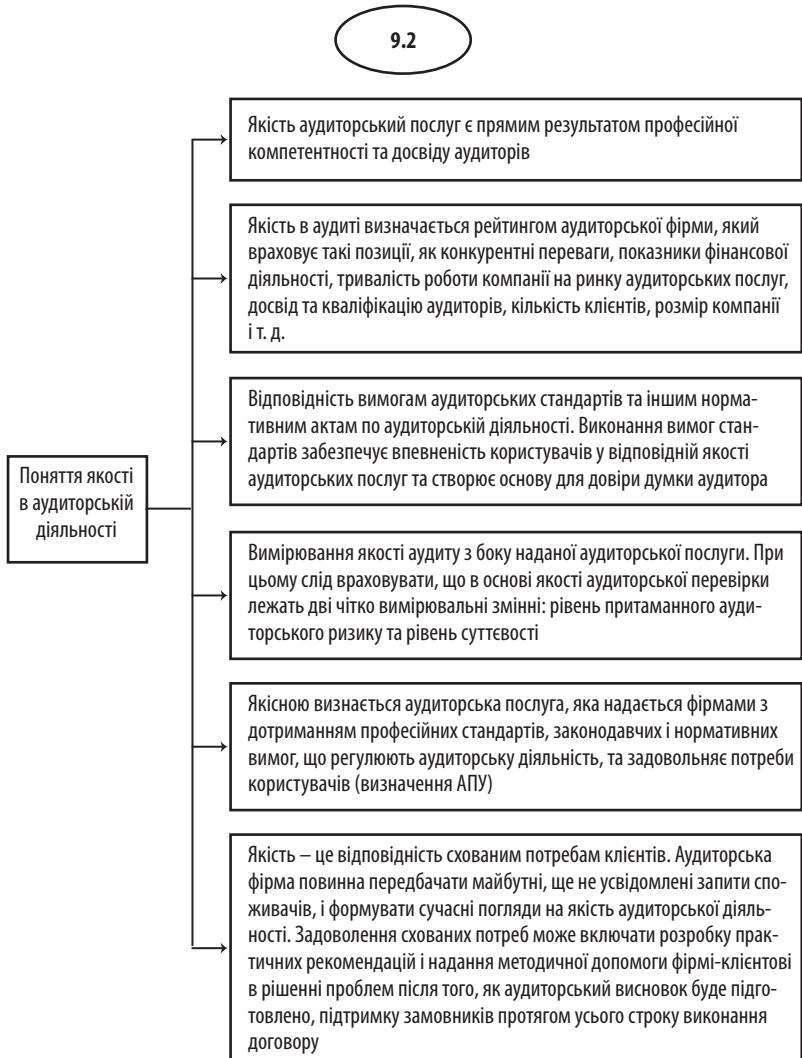 9.2
Якість аудиторський послуг є прямим результатом професійної
компетентності та досвіду аудиторів
Якість в аудиті визначається рейтингом аудиторської фірми, який
враховує такі позиції, як конкурентні переваги, показники фінансової
діяльності, тривалість роботи компанії на ринку аудиторських послуг,
досвід та кваліфікацію аудиторів, кількість клієнтів, розмір компанії
і т. д.
Відповідність вимогам аудиторських стандартів та іншим норма-
тивним актам по аудиторській діяльності. Виконання вимог стан-
дартів забезпечує впевненість користувачів у відповідній якості
аудиторських послуг та створює основу для довіри думки аудитора
Поняття якості
в аудиторській
діяльності
Вимірювання якості аудиту з боку наданої аудиторської послуги. При
цьому слід враховувати, що в основі якості аудиторської перевірки
лежать дві чітко вимірювальні змінні: рівень притаманного ауди-
торського ризику та рівень суттєвості
Якісною визнається аудиторська послуга, яка надається фірмами з
дотриманням професійних стандартів, законодавчих і нормативних
вимог, що регулюють аудиторську діяльність, та задовольняє потреби
користувачів (визначення АПУ)
Якість – це відповідність схованим потребам клієнтів. Аудиторська
фірма повинна передбачати майбутні, ще не усвідомлені запити спо-
живачів, і формувати сучасні погляди на якість аудиторської діяль-
ності. Задоволення схованих потреб може включати розробку прак-
тичних рекомендацій і надання методичної допомоги фірмі-клієнтові
в рішенні проблем після того, як аудиторський висновок буде підго-
товлено, підтримку замовників протягом усього строку виконання
договору